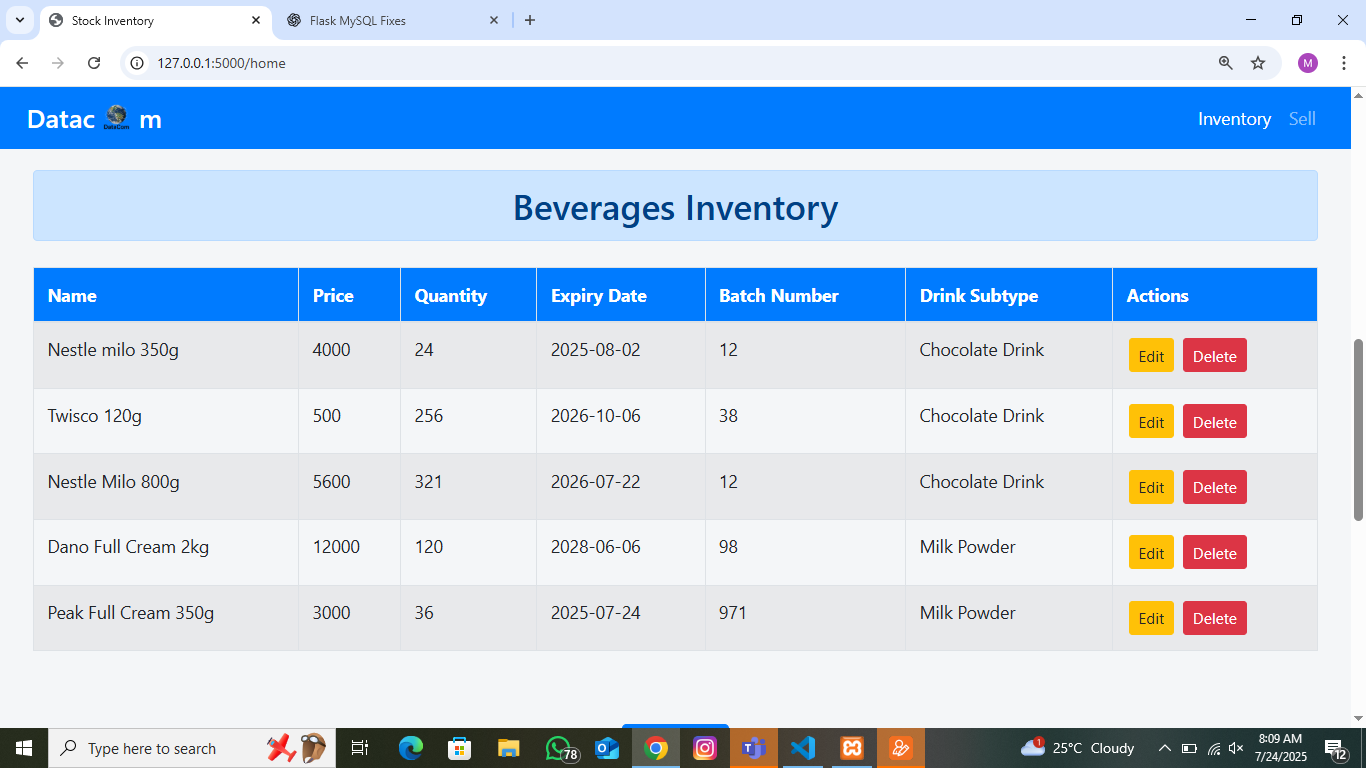 Stock Inventory
Flask MySQL Fixes
127.0.0.1:5000/home
M
Datac DataCom m
Inventory Sell
Beverages Inventory
Name Price Quantity Expiry Date Batch Number Drink Subtype Actions
Nestle milo 350g 4000 24 2025-08-02 12 Chocolate Drink Edit Delete
Twisco 120g 500 256 2026-10-06 38 Chocolate Drink Edit Delete
Nestle Milo 800g 5600 321 2026-07-22 12 Chocolate Drink Edit Delete
Dano Full Cream 2kg 12000 120 2028-06-06 98 Milk Powder Edit Delete
Peak Full Cream 350g 3000 36 2025-07-24 971 Milk Powder Edit Delete
Type here to search
78
1
25°C Cloudy
8:09 AM
7/24/2025
12